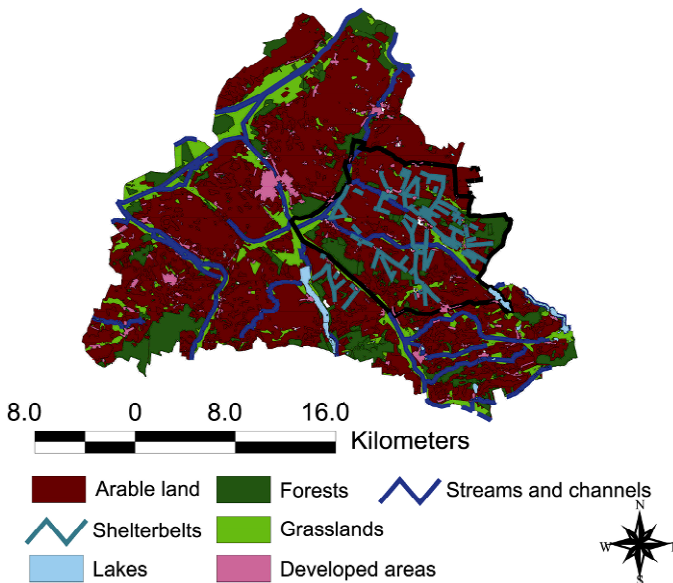 8.0 0 8.0 16.0
Kilometers
Arable land Forests Streams and channels
Shelterbelts Grasslands
Lakes Developed areas
N
W
S